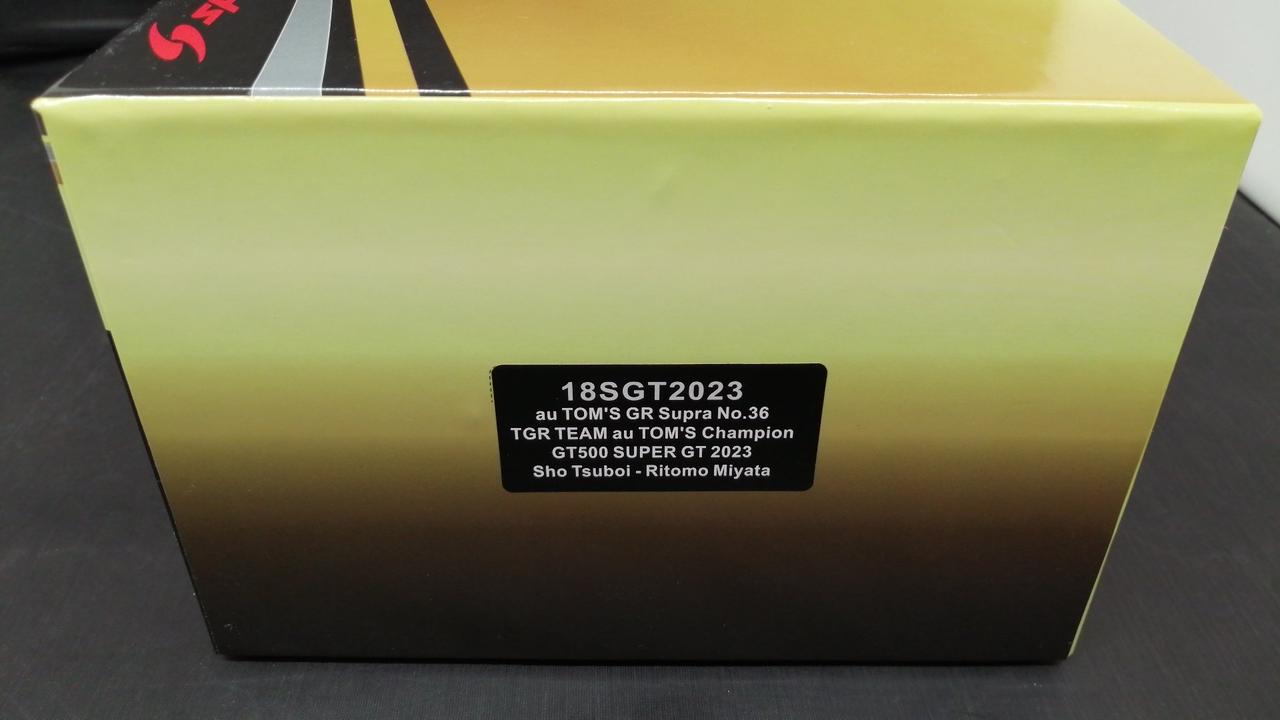 sp
18SGT2023
au TOM'S GR Supra No.36
TGR TEAM au TOM'S Champion
GT500 SUPER GT 2023
Sho Tsuboi - Ritomo Miyata